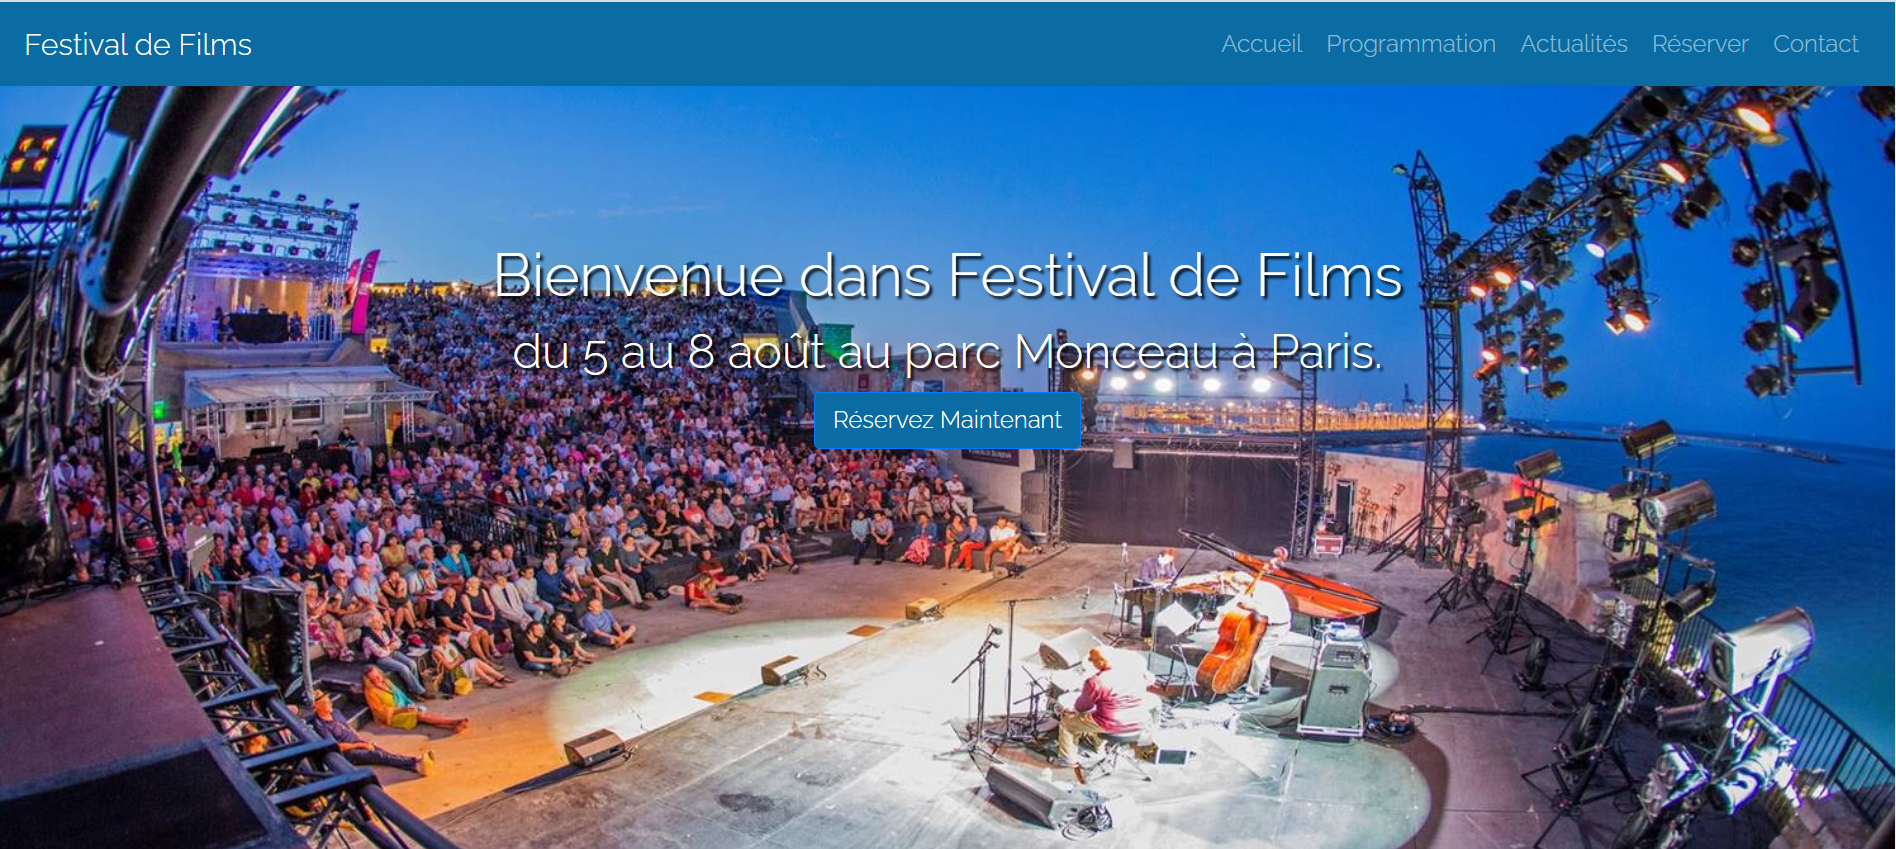 Festival de Films
Accueil Programmation Actualités Réserver Contact
Bienvenue dans Festival de Films
du 5 au 8 août au parc Monceau à Paris.
Réservez Maintenant